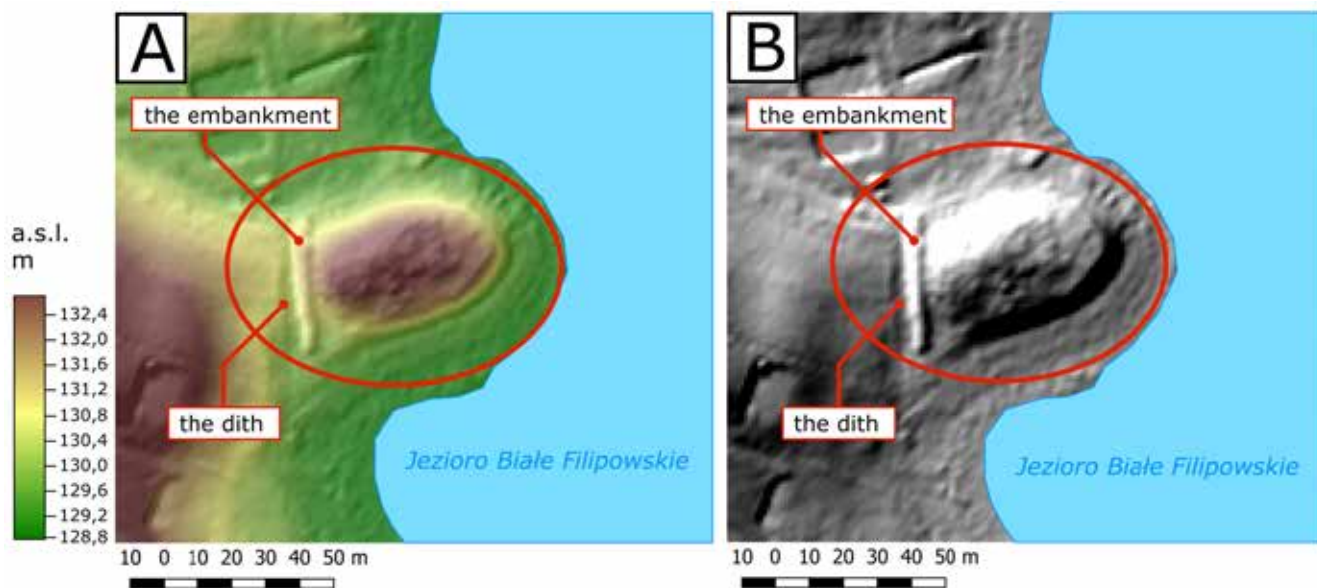 A
the embankment
a.s.l.
m
132,4
132,0
131,6
131,2
130,8
130,4
130,0
129,6
129,2
128,8
the dith
Jezioro Białe Filipowskie
10 0 10 20 30 40 50 m
B
the embankment
the dith
Jezioro Białe Filipowskie
10 0 10 20 30 40 50 m